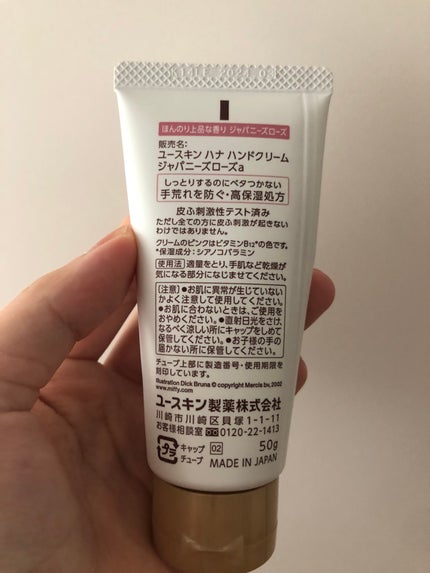 ほんのり上品な香り ジャパニーズローズ
販売名:
ユースキン ハナ ハンドクリーム
ジャパニーズローズa
しっとりするのにベタつかない
手荒れを防ぐ・高保湿処方
皮ふ刺激性テスト済み
ただし全ての方に皮ふ刺激が起きない
わけではありません。
クリームのピンクはビタミンB12*の色です。
*保湿成分:シアノコバラミン
使用法 適量をとり、手肌など乾燥が
気になる部分になじませてください。
【注意】●お肌に異常が生じていない
かよく注意して使用してください。
●お肌に合わないときは、ご使用を
おやめください。●直射日光をさけ、
なるべく涼しい所にキャップをしめて
保管してください。●お子様の手の
届かない所に保管してください。
チューブ上部に製造番号・使用期限を
刻印しています。
Illustration Dick Bruna © copyright Mercis bv, 2002
www.miffy.com
ユースキン製薬株式会社
川崎市川崎区貝塚1-1-11
お客様相談室 0120-22-1413
プラ キャップ 02 50g
チューブ MADE IN JAPAN